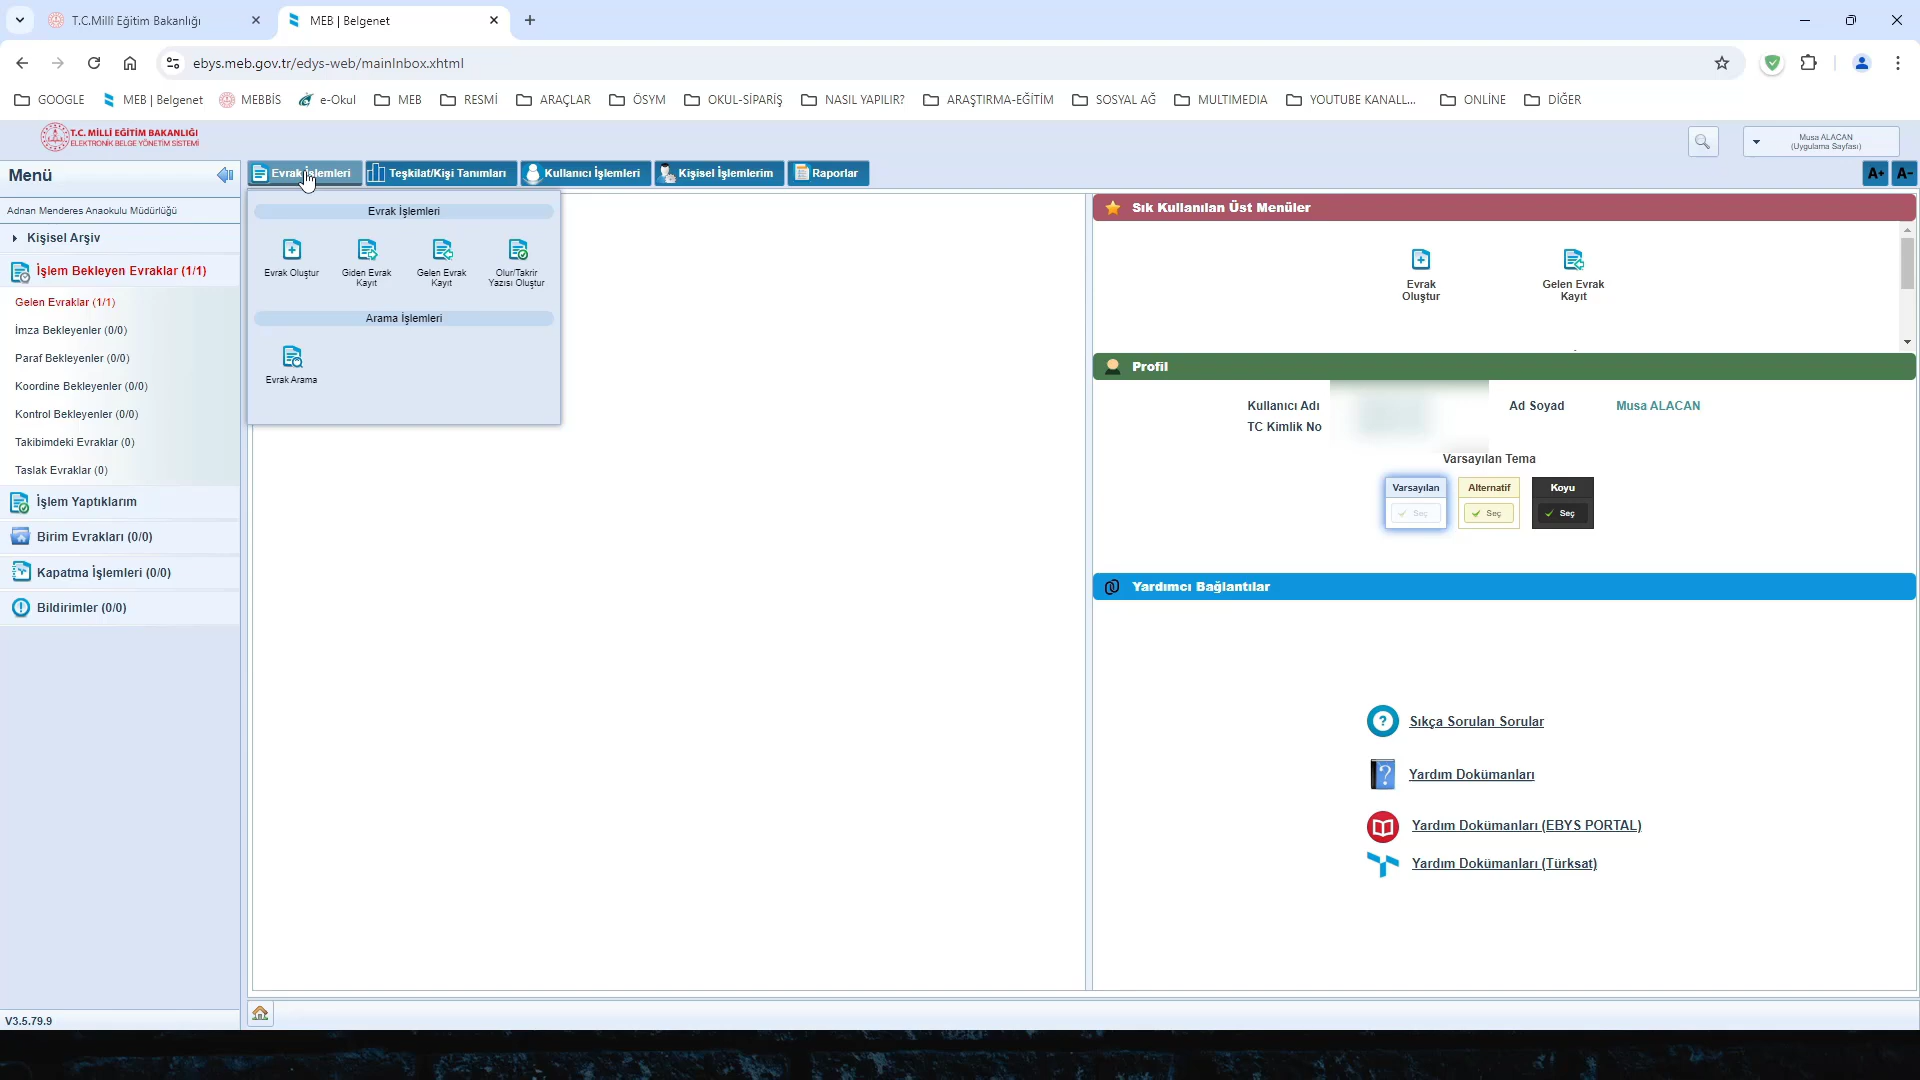 T.C.Millî Eğitim Bakanlığı
MEB | Belgenet
ebys.meb.gov.tr/edys-web/mainInbox.xhtml
GOOGLE
MEB | Belgenet
MEBBİS
e-Okul
MEB
RESMİ
ARAÇLAR
ÖSYM
OKUL-SİPARİŞ
NASIL YAPILIR?
ARAŞTIRMA-EĞİTİM
SOSYAL AĞ
MULTIMEDIA
YOUTUBE KANALL...
ONLİNE
DİĞER
T.C. MİLLÎ EĞİTİM BAKANLIĞI
ELEKTRONİK BELGE YÖNETİM SİSTEMİ
Musa ALACAN
(Uygulama Sayfası)
Menü
Evrak İşlemleri
Teşkilat/Kişi Tanımları
Kullanıcı İşlemleri
Kişisel İşlemlerim
Raporlar
A+
A-
Adnan Menderes Anaokulu Müdürlüğü
Kişisel Arşiv
İşlem Bekleyen Evraklar (1/1)
Gelen Evraklar (1/1)
İmza Bekleyenler (0/0)
Paraf Bekleyenler (0/0)
Koordine Bekleyenler (0/0)
Kontrol Bekleyenler (0/0)
Takibimdeki Evraklar (0)
Taslak Evraklar (0)
İşlem Yaptıklarım
Birim Evrakları (0/0)
Kapatma İşlemleri (0/0)
Bildirimler (0/0)
V3.5.79.9
Evrak İşlemleri
Evrak Oluştur
Giden Evrak
Kayıt
Gelen Evrak
Kayıt
Olur/Takrir
Yazısı Oluştur
Arama İşlemleri
Evrak Arama
Sık Kullanılan Üst Menüler
Evrak
Oluştur
Gelen Evrak
Kayıt
Profil
Kullanıcı Adı
Ad Soyad
Musa ALACAN
TC Kimlik No
Varsayılan Tema
Varsayılan
Alternatif
Koyu
Seç
Seç
Seç
Yardımcı Bağlantılar
Sıkça Sorulan Sorular
Yardım Dokümanları
Yardım Dokümanları (EBYS PORTAL)
Yardım Dokümanları (Türksat)